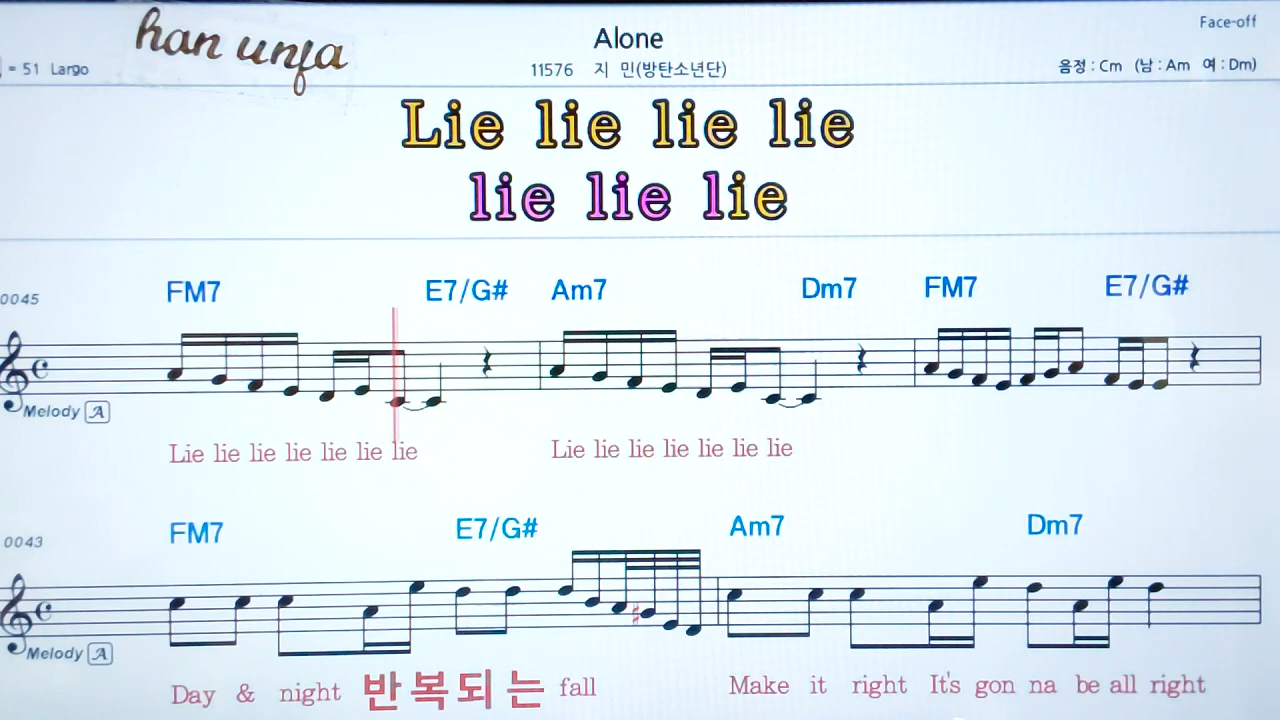 han unja
Alone
Face-off
= 51 Largo
11576 지 민(방탄소년단)
음정 : Cm (남 : Am 여 : Dm)
Lie lie lie lie
lie lie lie
0045
FM7 E7/G# Am7 Dm7 FM7 E7/G#
Melody A
Lie lie lie lie lie lie lie Lie lie lie lie lie lie lie
0043
FM7 E7/G# Am7 Dm7
Melody A
Day & night 반복되는 fall Make it right It's gon na be all right